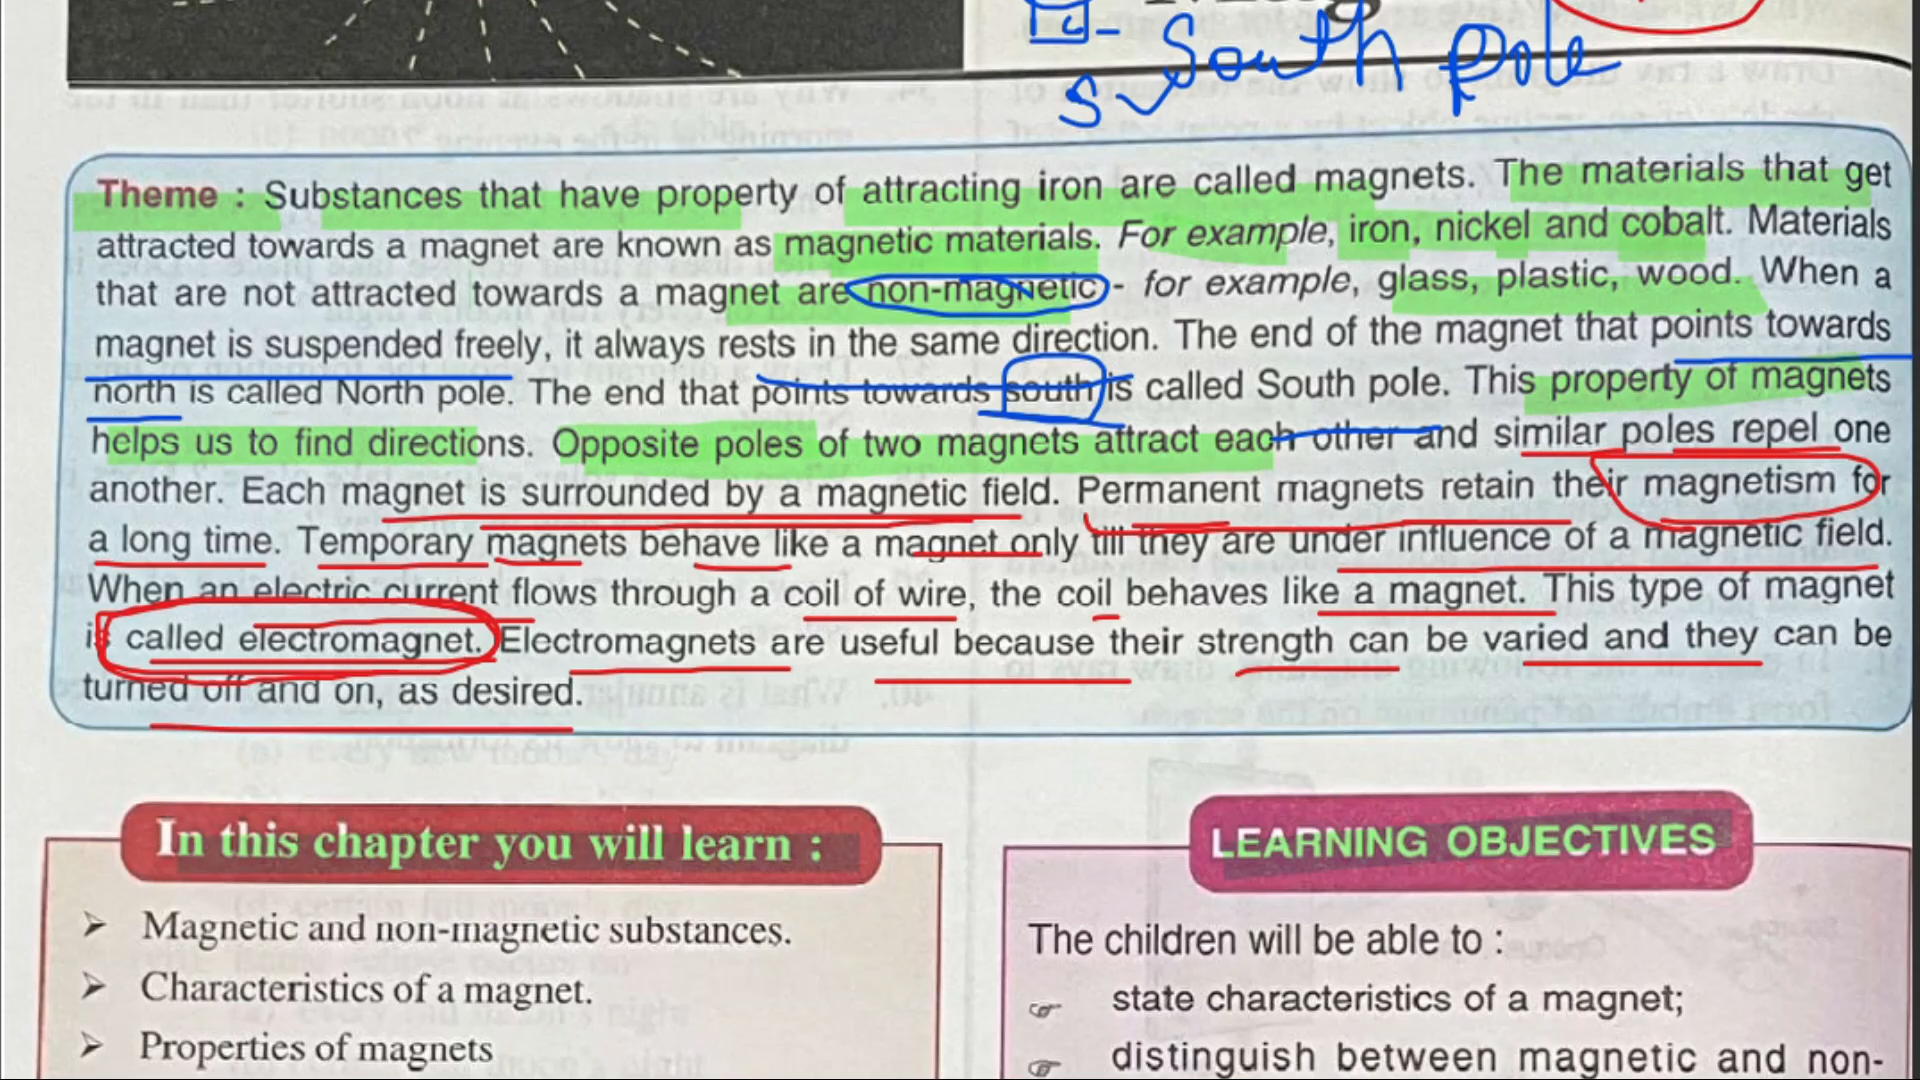 South pole
S
Theme : Substances that have property of attracting iron are called magnets. The materials that get
attracted towards a magnet are known as magnetic materials. For example, iron, nickel and cobalt. Materials
that are not attracted towards a magnet are non-magnetic - for example, glass, plastic, wood. When a
magnet is suspended freely, it always rests in the same direction. The end of the magnet that points towards
north is called North pole. The end that points towards south is called South pole. This property of magnets
helps us to find directions. Opposite poles of two magnets attract each other and similar poles repel one
another. Each magnet is surrounded by a magnetic field. Permanent magnets retain their magnetism for
a long time. Temporary magnets behave like a magnet only till they are under influence of a magnetic field.
When an electric current flows through a coil of wire, the coil behaves like a magnet. This type of magnet
is called electromagnet. Electromagnets are useful because their strength can be varied and they can be
turned off and on, as desired.
In this chapter you will learn :
Magnetic and non-magnetic substances.
Characteristics of a magnet.
Properties of magnets
LEARNING OBJECTIVES
The children will be able to :
state characteristics of a magnet;
distinguish between magnetic and non-